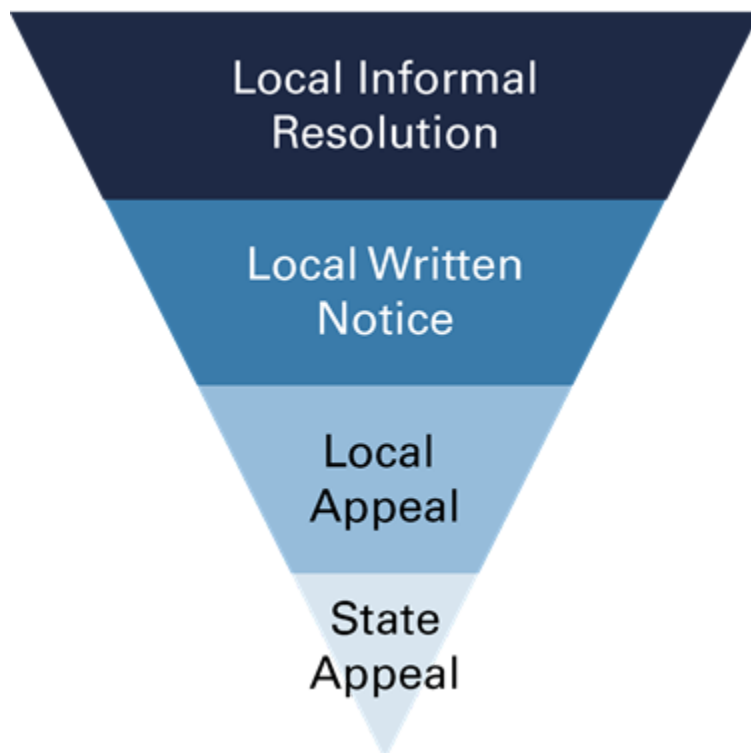 Local Informal
Resolution
Local Written
Notice
Local
Appeal
State
Appeal